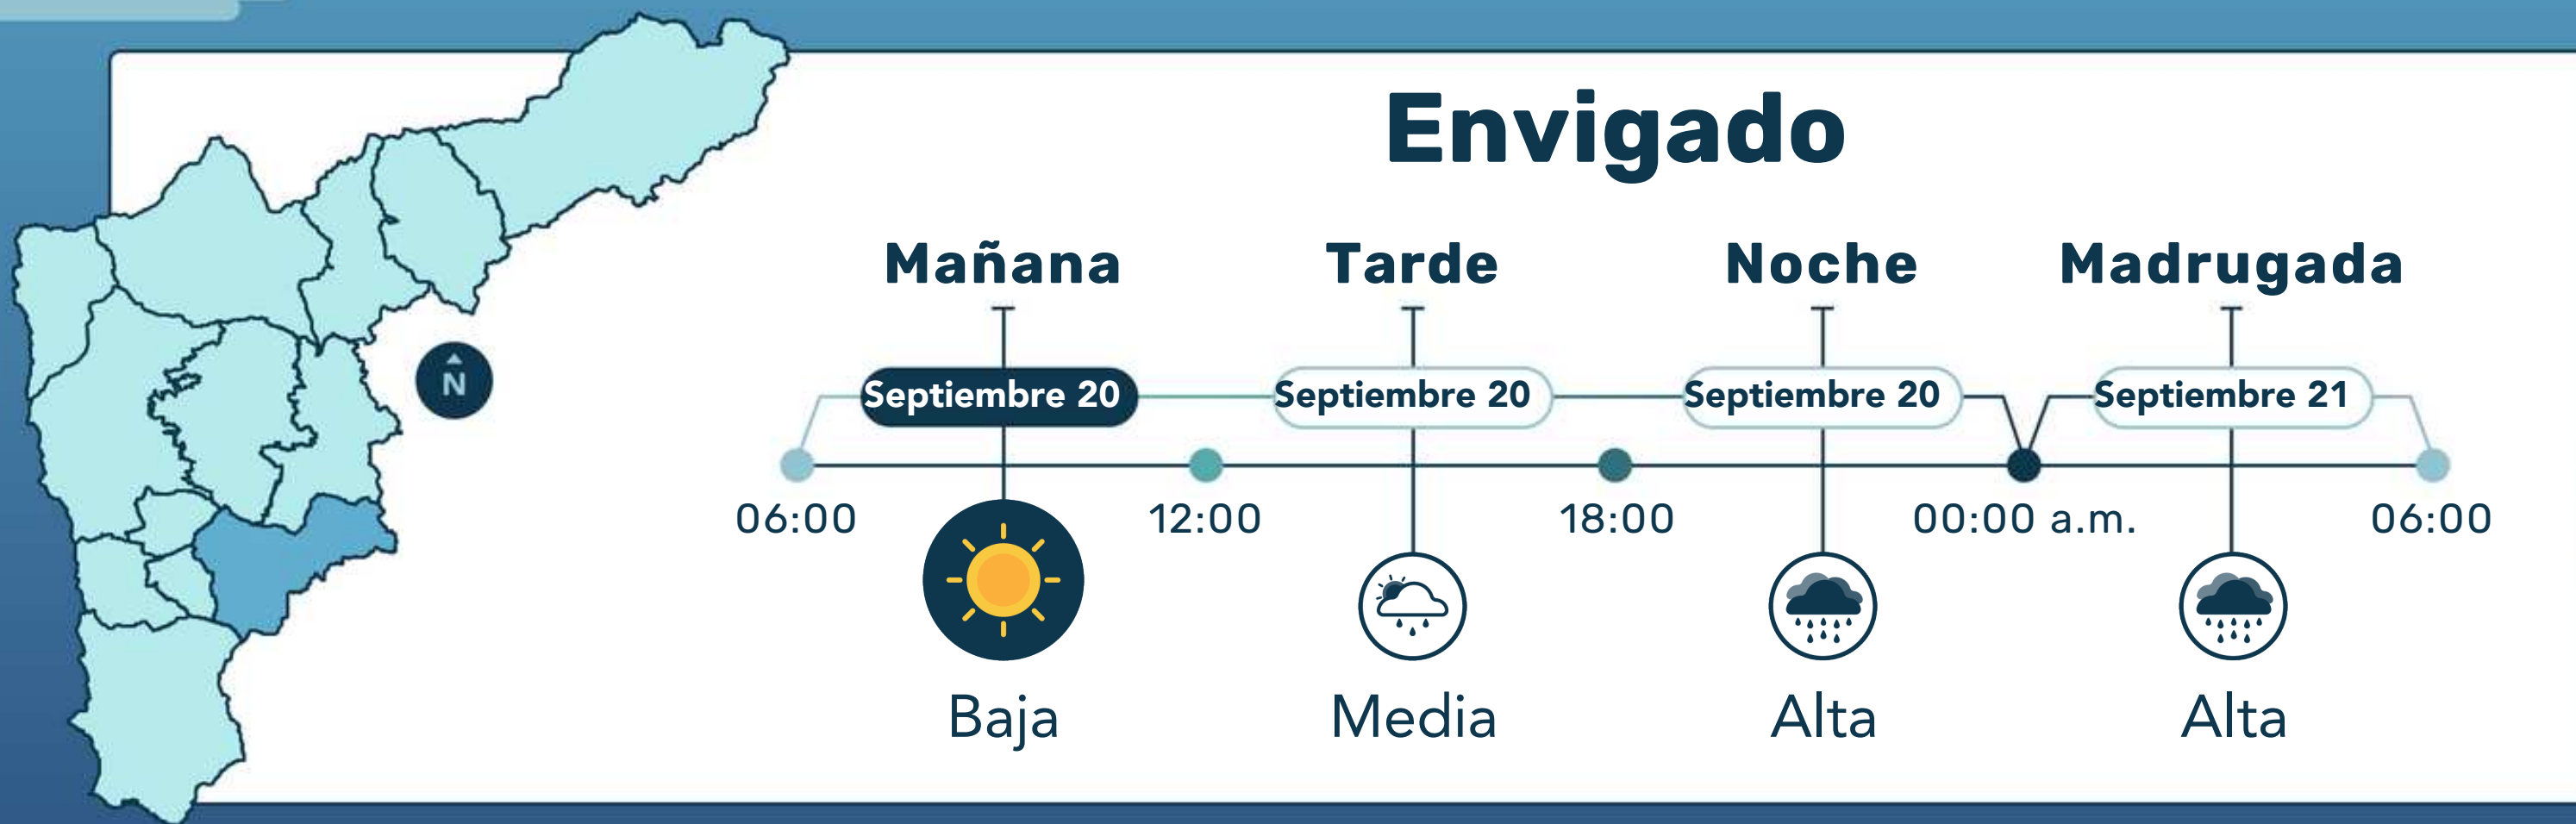 Envigado
Mañana Tarde Noche Madrugada
N
Septiembre 20 Septiembre 20 Septiembre 20 Septiembre 21
06:00 12:00 18:00 00:00 a.m. 06:00
Baja Media Alta Alta